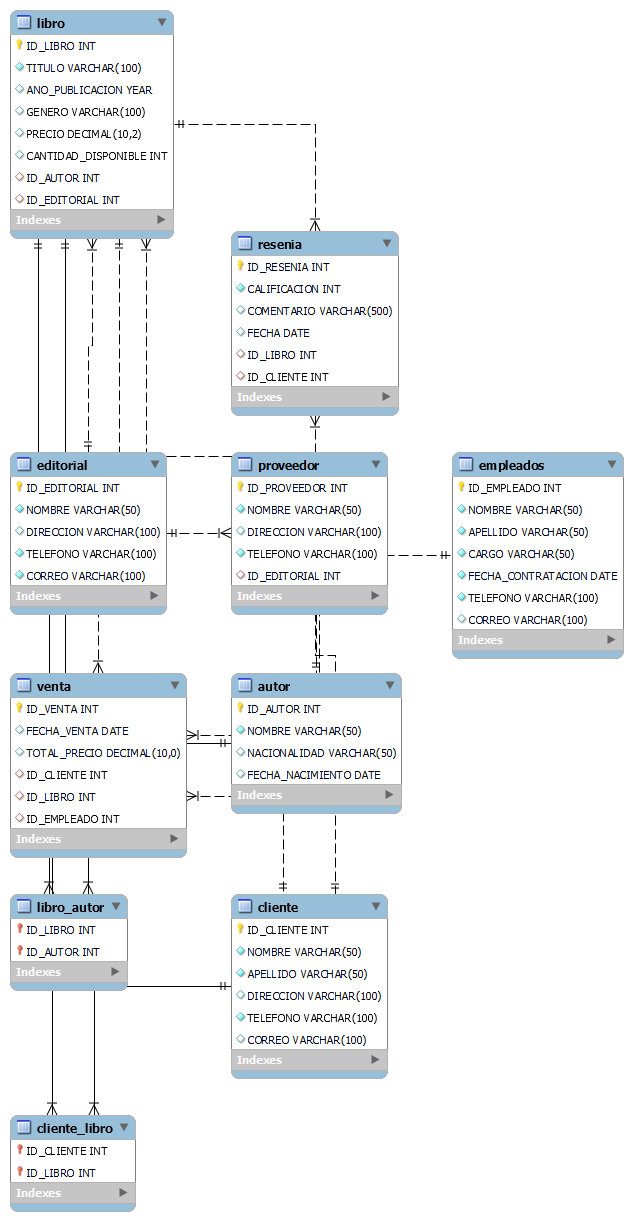 libro
ID_LIBRO INT
TITULO VARCHAR(100)
ANO_PUBLICACION YEAR
GENERO VARCHAR(100)
PRECIO DECIMAL(10,2)
CANTIDAD_DISPONIBLE INT
ID_AUTOR INT
ID_EDITORIAL INT
Indexes
resenia
ID_RESENIA INT
CALIFICACION INT
COMENTARIO VARCHAR(500)
FECHA DATE
ID_LIBRO INT
ID_CLIENTE INT
Indexes
editorial
ID_EDITORIAL INT
NOMBRE VARCHAR(50)
DIRECCION VARCHAR(100)
TELEFONO VARCHAR(100)
CORREO VARCHAR(100)
Indexes
proveedor
ID_PROVEEDOR INT
NOMBRE VARCHAR(50)
DIRECCION VARCHAR(100)
TELEFONO VARCHAR(100)
ID_EDITORIAL INT
Indexes
empleados
ID_EMPLEADO INT
NOMBRE VARCHAR(50)
APELLIDO VARCHAR(50)
CARGO VARCHAR(50)
FECHA_CONTRATACION DATE
TELEFONO VARCHAR(100)
CORREO VARCHAR(100)
Indexes
venta
ID_VENTA INT
FECHA_VENTA DATE
TOTAL_PRECIO DECIMAL(10,0)
ID_CLIENTE INT
ID_LIBRO INT
ID_EMPLEADO INT
Indexes
autor
ID_AUTOR INT
NOMBRE VARCHAR(50)
NACIONALIDAD VARCHAR(50)
FECHA_NACIMIENTO DATE
Indexes
libro_autor
ID_LIBRO INT
ID_AUTOR INT
Indexes
cliente
ID_CLIENTE INT
NOMBRE VARCHAR(50)
APELLIDO VARCHAR(50)
DIRECCION VARCHAR(100)
TELEFONO VARCHAR(100)
CORREO VARCHAR(100)
Indexes
cliente_libro
ID_CLIENTE INT
ID_LIBRO INT
Indexes